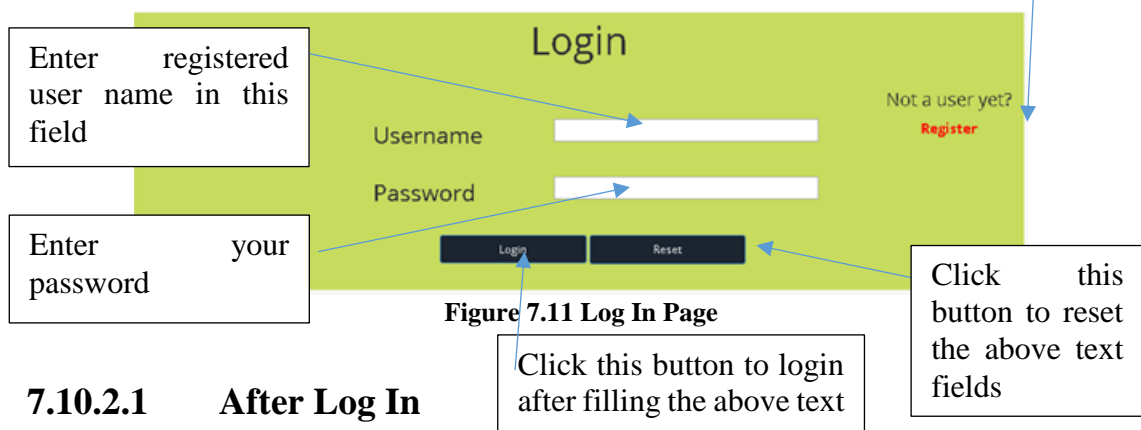 Login
Enter registered
user name in this
field
Not a user yet?
Register
Username
Password
Enter your
password
Login Reset
Click this
button to reset
the above text
fields
Figure 7.11 Log In Page
Click this button to login
after filling the above text
7.10.2.1 After Log In